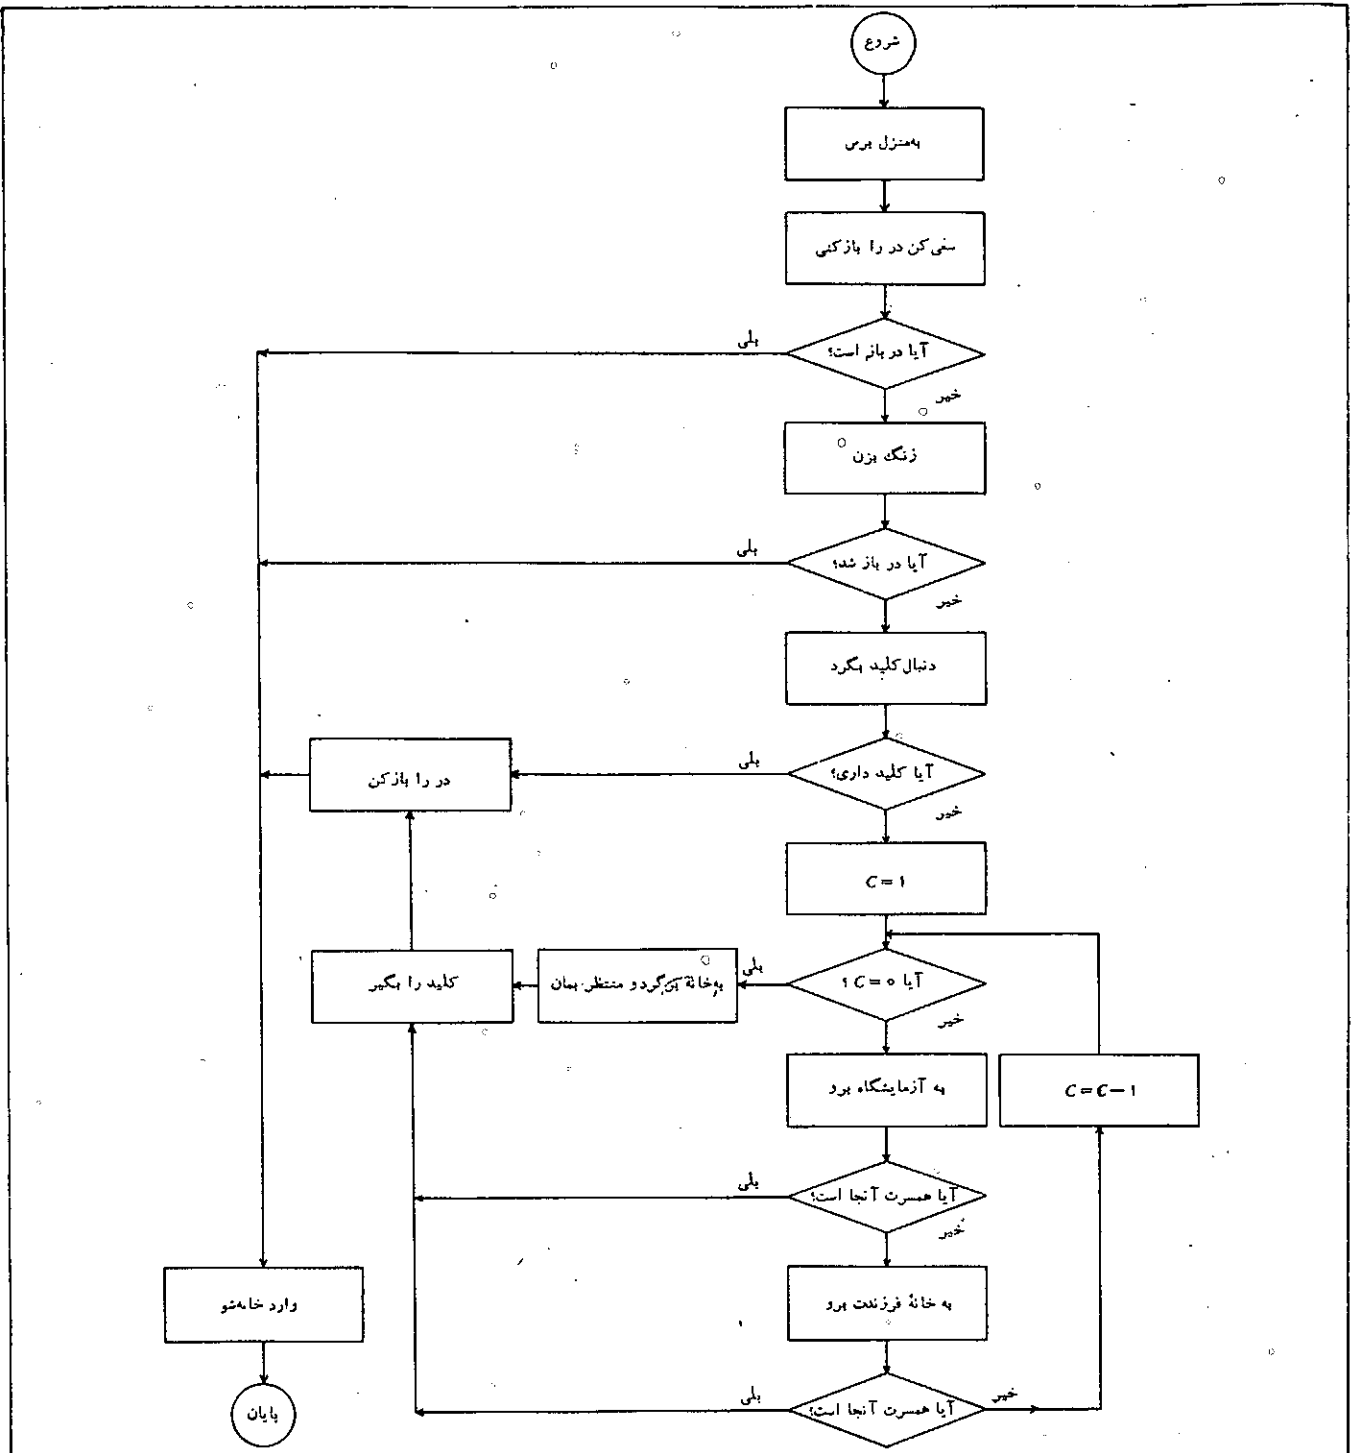 شروع
به‌منزل برس
سعی‌کن در را بازکنی
آیا در باز است؟
بلی
خیر
زنگ بزن
آیا در باز شد؟
بلی
خیر
دنبال کلید بگرد
آیا کلید داری؟
بلی
در را بازکن
خیر
C = ۱
آیا C = ۰ ؟
بلی
به‌خانهٔ برگرد و منتظر بمان
کلید را بگیر
خیر
به آزمایشگاه برو
C = C − ۱
آیا همسرت آنجا است؟
بلی
خیر
به خانهٔ فرزندت برو
وارد خانه‌شو
آیا همسرت آنجا است؟
بلی
خیر
پایان